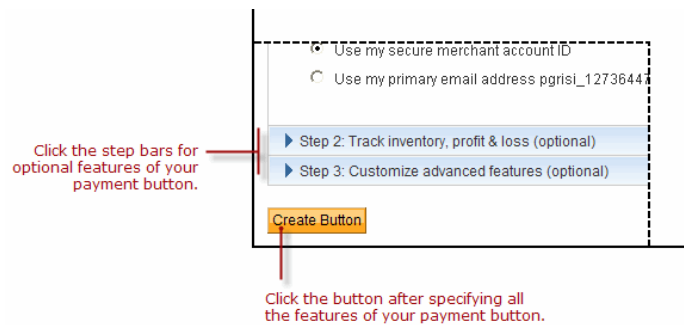 Use my secure merchant account ID
Use my primary email address pgrisi_12736447
Step 2: Track inventory, profit & loss (optional)
Step 3: Customize advanced features (optional)
Click the step bars for
optional features of your
payment button.
Create Button
Click the button after specifying all
the features of your payment button.